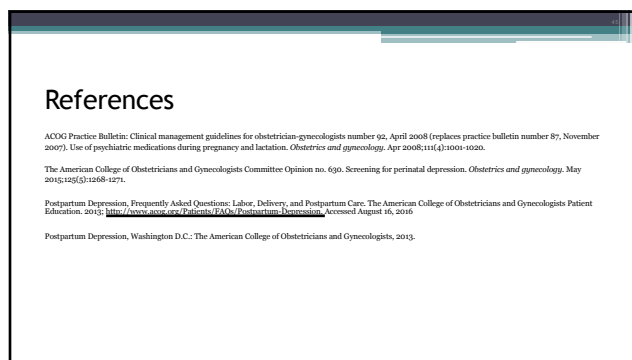 References
ACOG Practice Bulletin: Clinical management guidelines for obstetrician-gynecologists number 92, April 2008 (replaces practice bulletin number 87, November
2007). Use of psychiatric medications during pregnancy and lactation. Obstetrics and gynecology. Apr 2008;111(4):1001-1020.
The American College of Obstetricians and Gynecologists Committee Opinion no. 630. Screening for perinatal depression. Obstetrics and gynecology. May
2015;125(5):1268-1271.
Postpartum Depression, Frequently Asked Questions: Labor, Delivery, and Postpartum Care. The American College of Obstetricians and Gynecologists Patient
Education. 2013; http://www.acog.org/Patients/FAQs/Postpartum-Depression. Accessed August 16, 2016
Postpartum Depression, Washington D.C.: The American College of Obstetricians and Gynecologists, 2013.